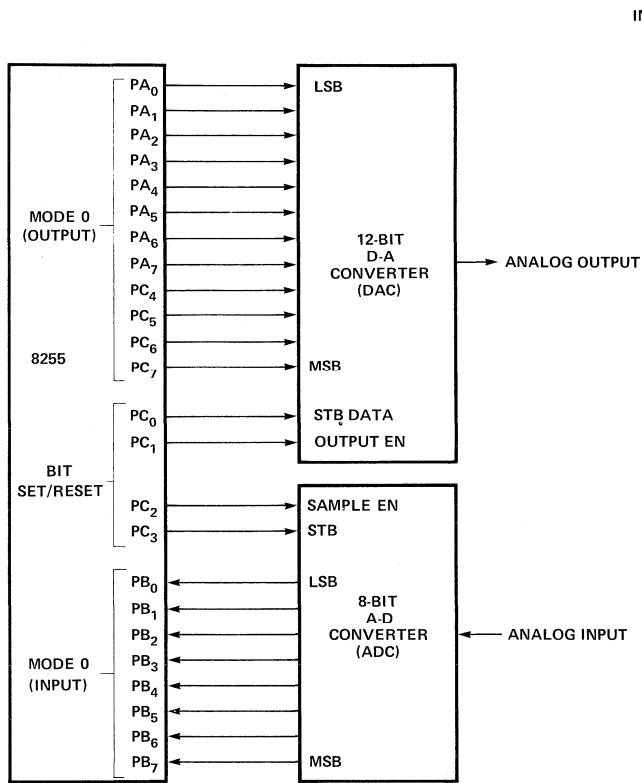 IN
PA0
PA1
PA2
PA3
PA4
PA5
PA6
PA7
PC4
PC5
PC6
PC7
MODE 0
(OUTPUT)
8255
LSB
12-BIT
D-A
CONVERTER
(DAC)
MSB
ANALOG OUTPUT
PC0
PC1
STB DATA
OUTPUT EN
BIT
SET/RESET
PC2
PC3
SAMPLE EN
STB
PB0
PB1
PB2
PB3
PB4
PB5
PB6
PB7
MODE 0
(INPUT)
LSB
8-BIT
A-D
CONVERTER
(ADC)
MSB
ANALOG INPUT